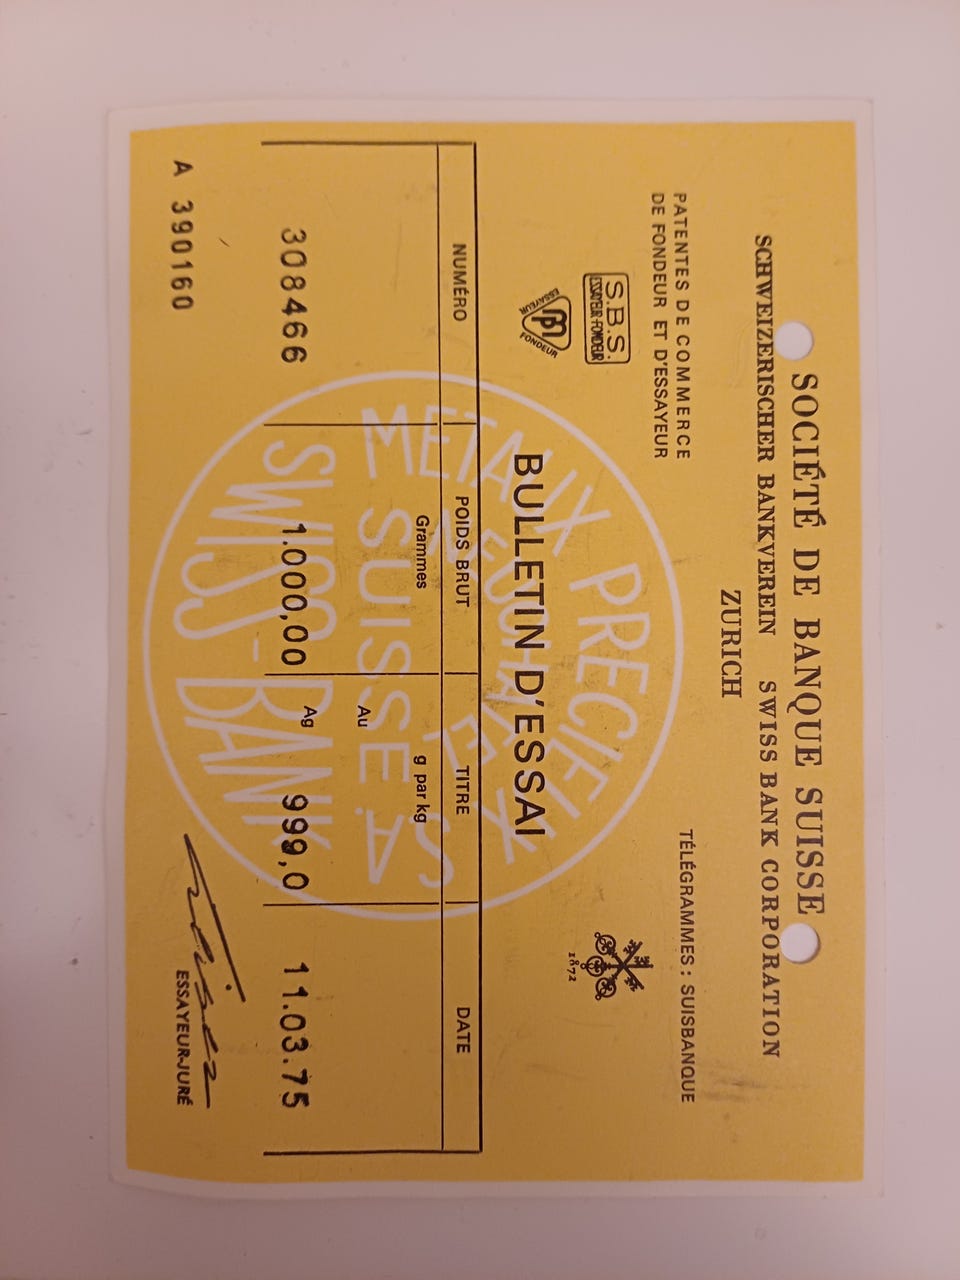 SOCIÉTÉ DE BANQUE SUISSE
SCHWEIZERISCHER BANKVEREIN SWISS BANK CORPORATION
ZURICH
PATENTES DE COMMERCE
DE FONDEUR ET D'ESSAYEUR
TÉLÉGRAMMES : SUISBANQUE
S.B.S.
ESSAYEUR-FONDEUR
ESSAYEUR
FONDEUR
1872
BULLETIN D'ESSAI
NUMÉRO POIDS BRUT TITRE DATE
Grammes g par kg
Au
308466 1.000,00 Ag 999,0 11.03.75
METAUX PRECIEUX
SUISSE S.A.
SWISS-BANK
A 390160
ESSAYEUR-JURÉ